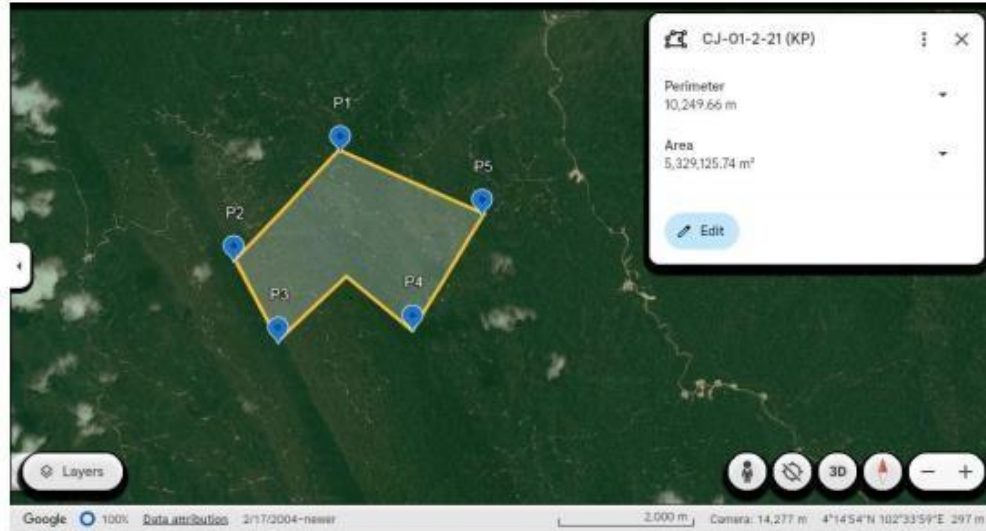 CJ-01-2-21 (KP)
Perimeter
10,249.66 m
Area
5,329,125.74 m²
Edit
P1
P5
P2
P4
P3
Layers
3D
Google 100% Data attribution 2/17/2004-newer 2,000 m Camera: 14,277 m 4°14'54"N 102°33'59"E 297 m